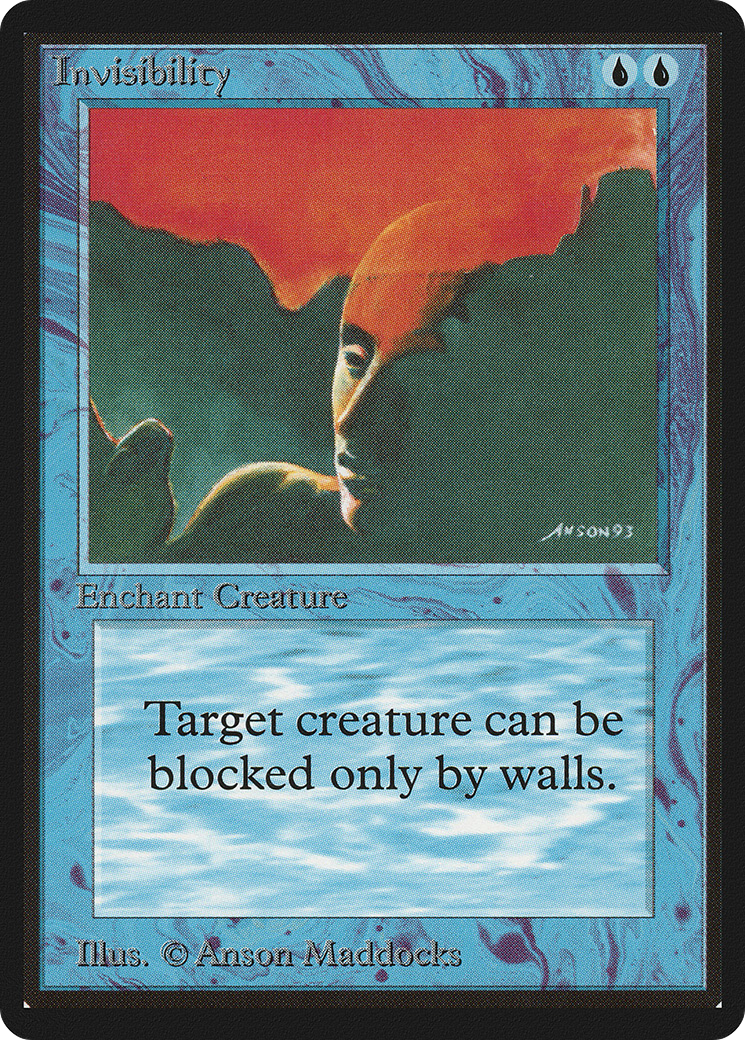 Invisibility
ANSON93
Enchant Creature
Target creature can be
blocked only by walls.
Illus. © Anson Maddocks